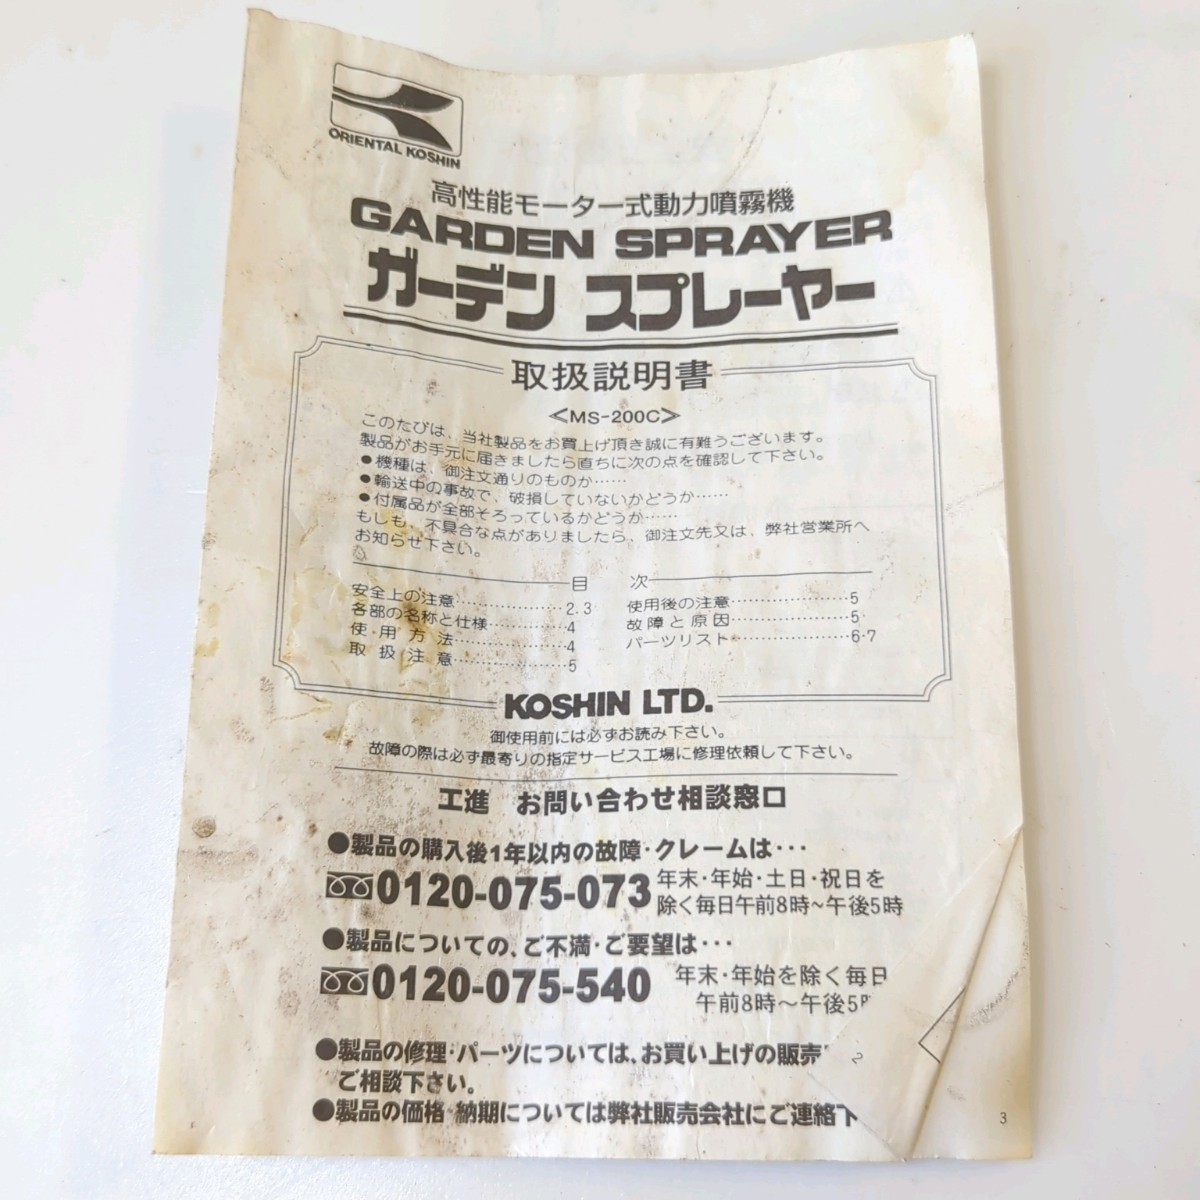 ORIENTAL KOSHIN
高性能モーター式動力噴霧機
GARDEN SPRAYER
ガーデン スプレーヤー
取扱説明書
≪MS-200C≫
このたびは、当社製品をお買上げ頂き誠に有難うございます。
製品がお手元に届きましたら直ちに次の点を確認して下さい。
●機種は、御注文通りのものか……
●輸送中の事故で、破損していないかどうか……
●付属品が全部そろっているかどうか……
もしも、不具合な点がありましたら、御注文先又は、弊社営業所へ
お知らせ下さい。
目 次
安全上の注意…………………2.3
各部の名称と仕様……………4
使用方法…………………4
取扱注意…………………5
使用後の注意…………………5
故障と原因…………………5
パーツリスト…………………6・7
KOSHIN LTD.
御使用前には必ずお読み下さい。
故障の際は必ず最寄りの指定サービス工場に修理依頼して下さい。
工進 お問い合わせ相談窓口
●製品の購入後1年以内の故障・クレームは・・・
0120-075-073 年末・年始・土日・祝日を
除く毎日午前8時～午後5時
●製品についての、ご不満・ご要望は・・・
0120-075-540 年末・年始を除く毎日
午前8時～午後5
●製品の修理・パーツについては、お買い上げの販売
ご相談下さい。
●製品の価格・納期については弊社販売会社にご連絡下
2
3